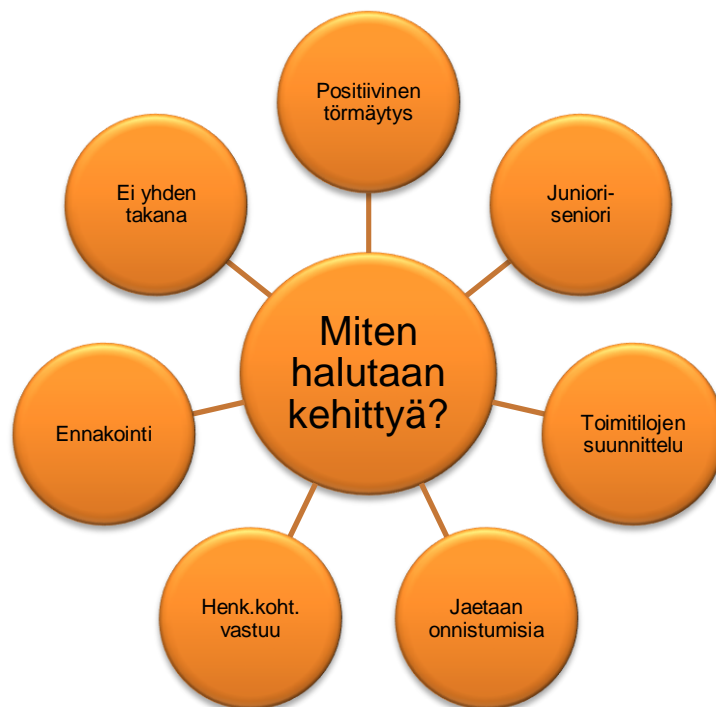 Positiivinen
törmäytys
Juniori-
seniori
Toimitilojen
suunnittelu
Jaetaan
onnistumisia
Henk.koht.
vastuu
Ennakointi
Ei yhden
takana
Miten
halutaan
kehittyä?